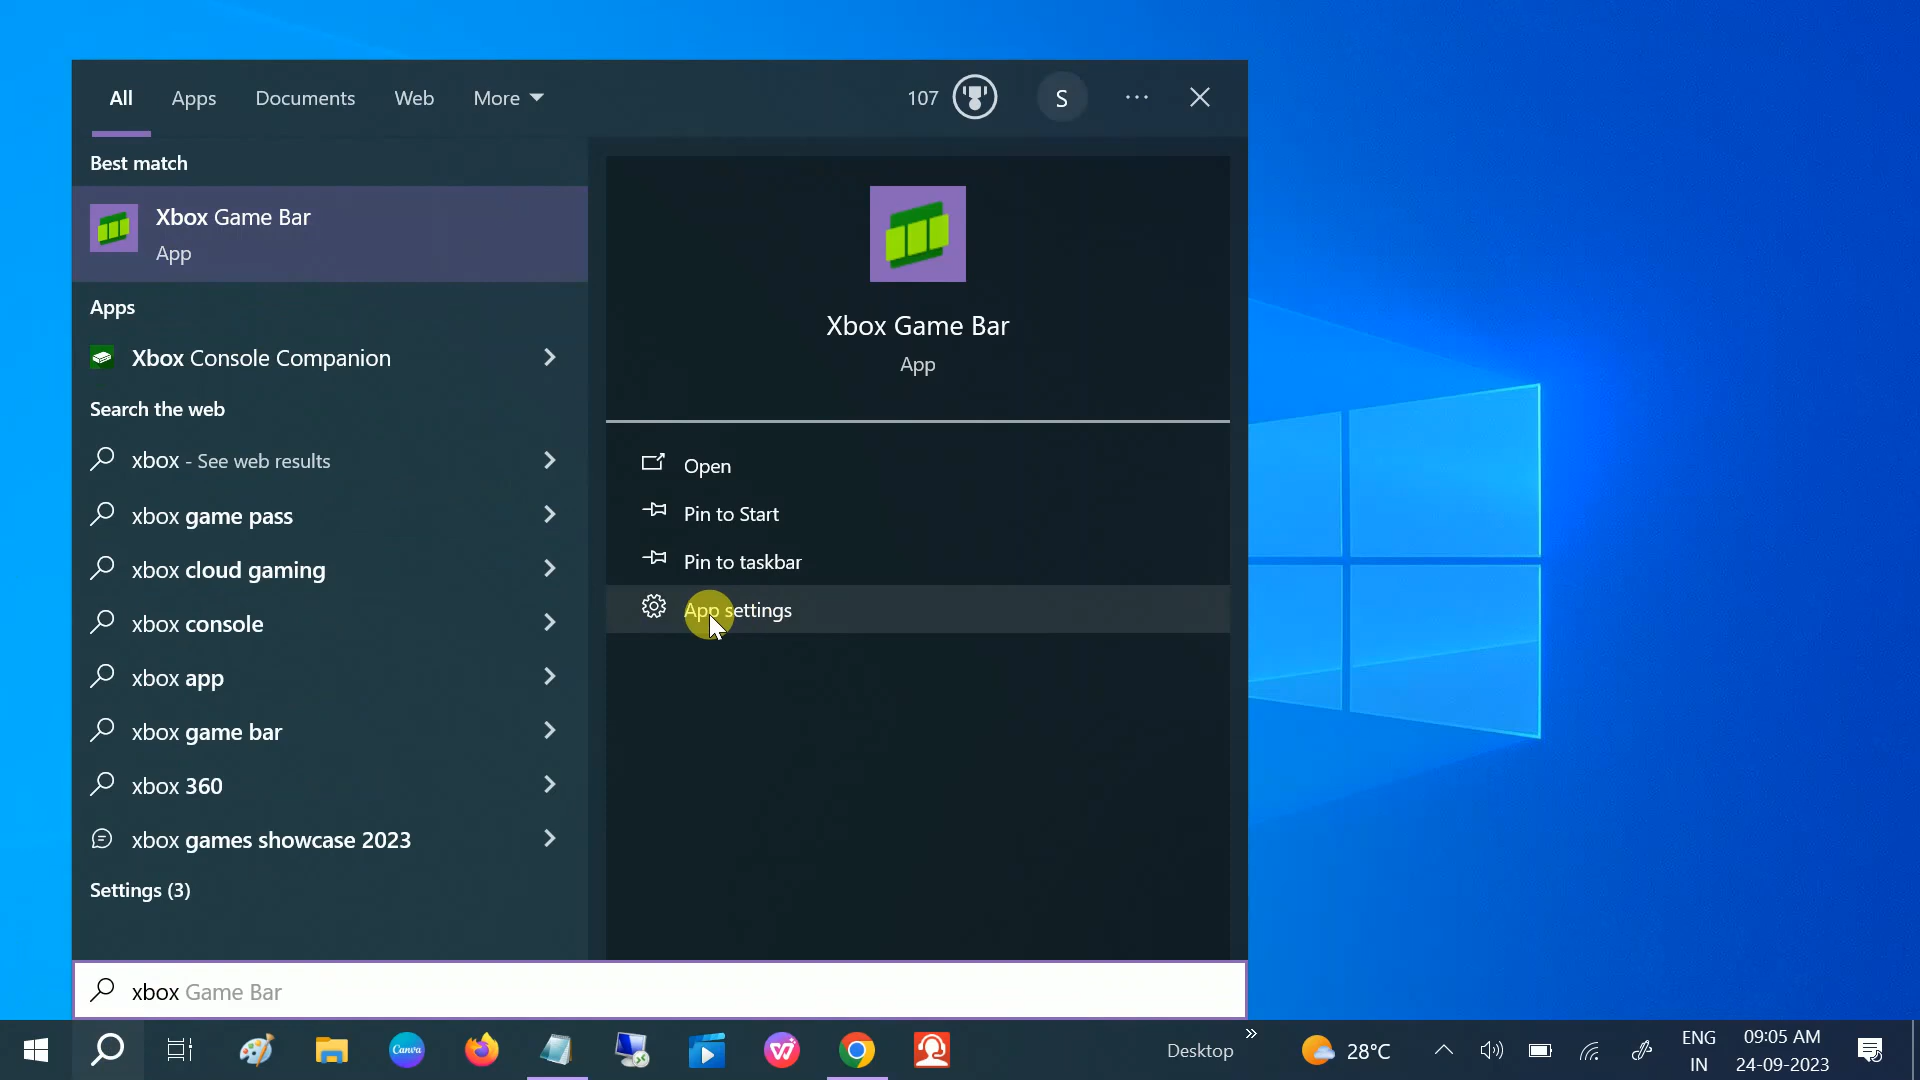 All Apps Documents Web More 107 S
Best match
Xbox Game Bar
App
Apps
Xbox Console Companion
Search the web
xbox - See web results
xbox game pass
xbox cloud gaming
xbox console
xbox app
xbox game bar
xbox 360
xbox games showcase 2023
Settings (3)
Xbox Game Bar
App
Open
Pin to Start
Pin to taskbar
App settings
xbox Game Bar
Canva
Desktop
28°C
ENG
IN
09:05 AM
24-09-2023